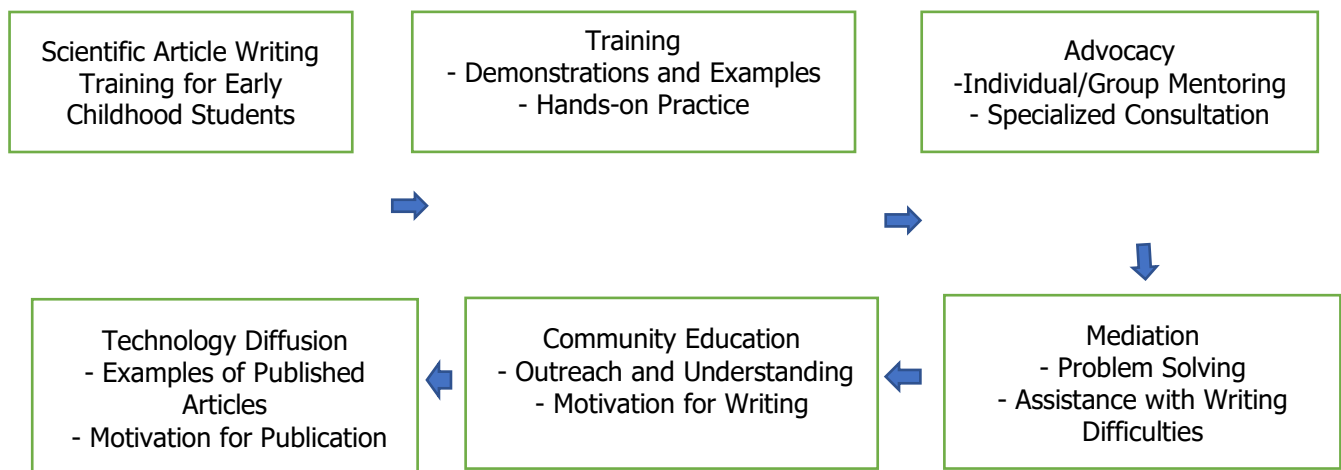 Scientific Article Writing
Training for Early
Childhood Students
Training
- Demonstrations and Examples
- Hands-on Practice
Advocacy
-Individual/Group Mentoring
- Specialized Consultation
Technology Diffusion
- Examples of Published
Articles
- Motivation for Publication
Community Education
- Outreach and Understanding
- Motivation for Writing
Mediation
- Problem Solving
- Assistance with Writing
Difficulties